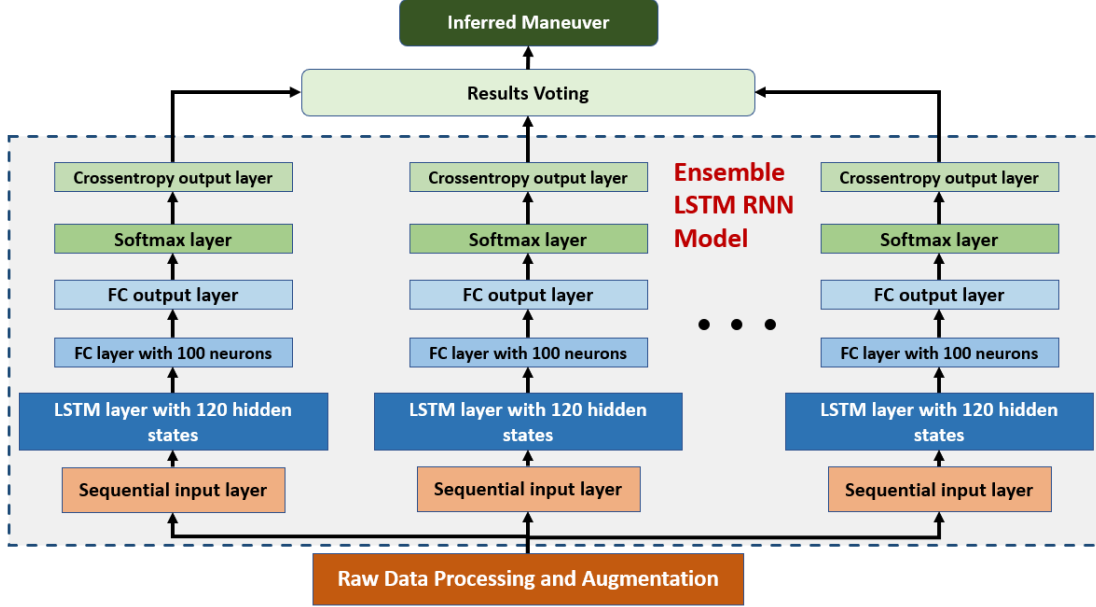 Inferred Maneuver
Results Voting
Crossentropy output layer
Crossentropy output layer
Ensemble
LSTM RNN
Model
Crossentropy output layer
Softmax layer
Softmax layer
Softmax layer
FC output layer
FC output layer
FC output layer
FC layer with 100 neurons
FC layer with 100 neurons
FC layer with 100 neurons
LSTM layer with 120 hidden
states
LSTM layer with 120 hidden
states
LSTM layer with 120 hidden
states
Sequential input layer
Sequential input layer
Sequential input layer
Raw Data Processing and Augmentation